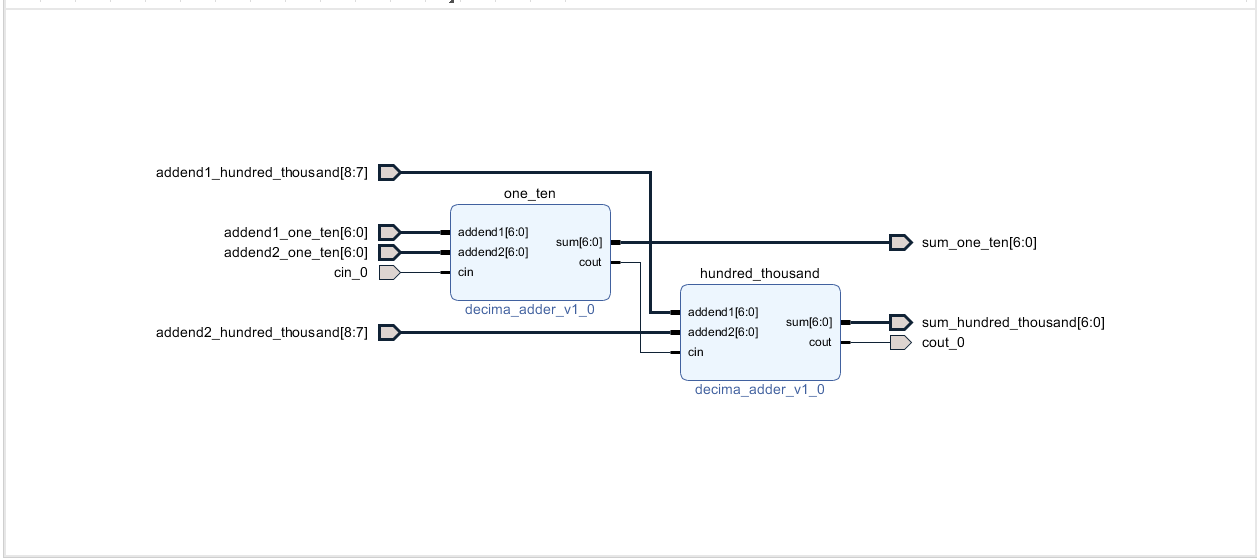 addend1_hundred_thousand[8:7]
one_ten
addend1_one_ten[6:0]
addend2_one_ten[6:0]
cin_0
addend1[6:0]
addend2[6:0]
cin
sum[6:0]
cout
decima_adder_v1_0
sum_one_ten[6:0]
addend2_hundred_thousand[8:7]
hundred_thousand
addend1[6:0]
addend2[6:0]
cin
sum[6:0]
cout
decima_adder_v1_0
sum_hundred_thousand[6:0]
cout_0